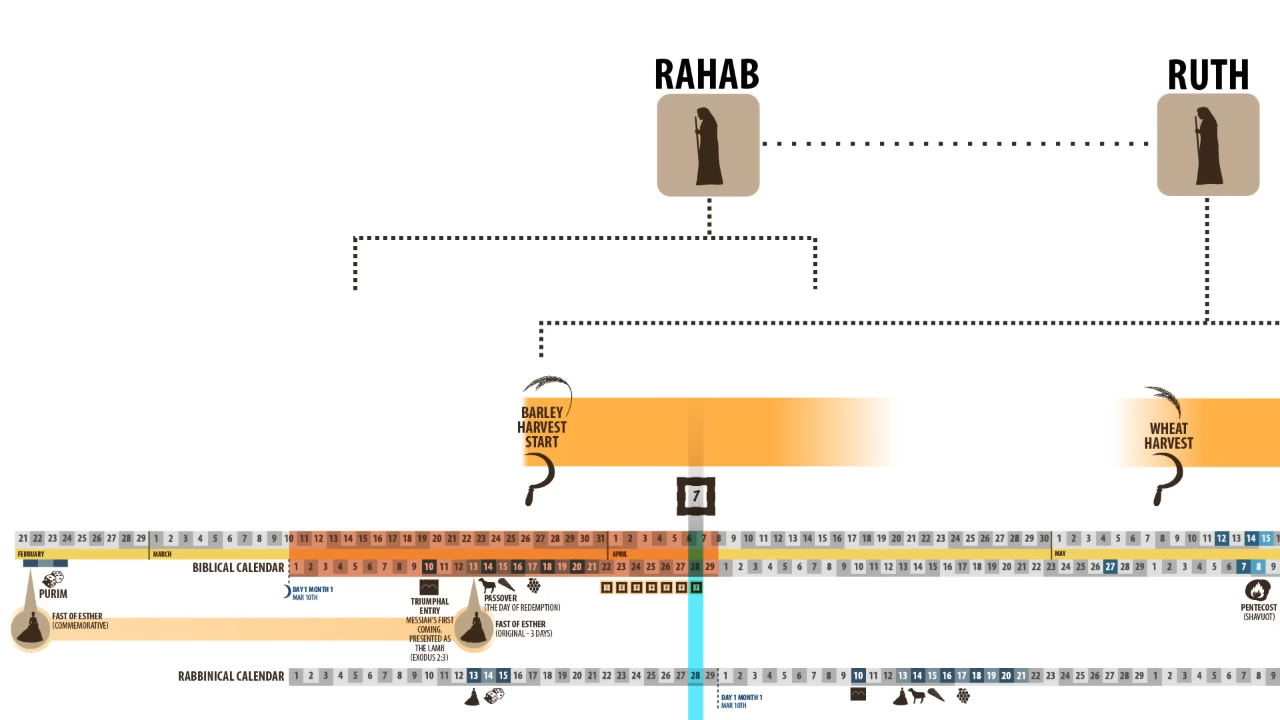 RAHAB
RUTH
BARLEY
HARVEST
START
WHEAT
HARVEST
7
21 22 23 24 25 26 27 28 29 1 2 3 4 5 6 7 8 9 10 11 12 13 14 15 16 17 18 19 20 21 22 23 24 25 26 27 28 29 30 31 1 2 3 4 5 6 7 8 9 10 11 12 13 14 15 16 17 18 19 20 21 22 23 24 25 26 27 28 29 30 1 2 3 4 5 6 7 8 9 10 11 12 13 14 15
FEBRUARY MARCH APRIL MAY
BIBLICAL CALENDAR 1 2 3 4 5 6 7 8 9 10 11 12 13 14 15 16 17 18 19 20 21 22 23 24 25 26 27 28 29 1 2 3 4 5 6 7 8 9 10 11 12 13 14 15 16 17 18 19 20 21 22 23 24 25 26 27 28 29 1 2 3 4 5 6 7 8 9
PURIM
DAY 1 MONTH 1
MAR 10TH
FAST OF ESTHER
(COMMEMORATIVE)
TRIUMPHAL
ENTRY
MESSIAH'S FIRST
COMING.
PRESENTED AS
THE LAMB
(EXODUS 2:3)
PASSOVER
(THE DAY OF REDEMPTION)
FAST OF ESTHER
(ORIGINAL - 3 DAYS)
PENTECOST
(SHAVUOT)
RABBINICAL CALENDAR 1 2 3 4 5 6 7 8 9 10 11 12 13 14 15 16 17 18 19 20 21 22 23 24 25 26 27 28 29 1 2 3 4 5 6 7 8 9 10 11 12 13 14 15 16 17 18 19 20 21 22 23 24 25 26 27 28 29 1 2 3 4 5 6 7 8 9
DAY 1 MONTH 1
MAR 10TH